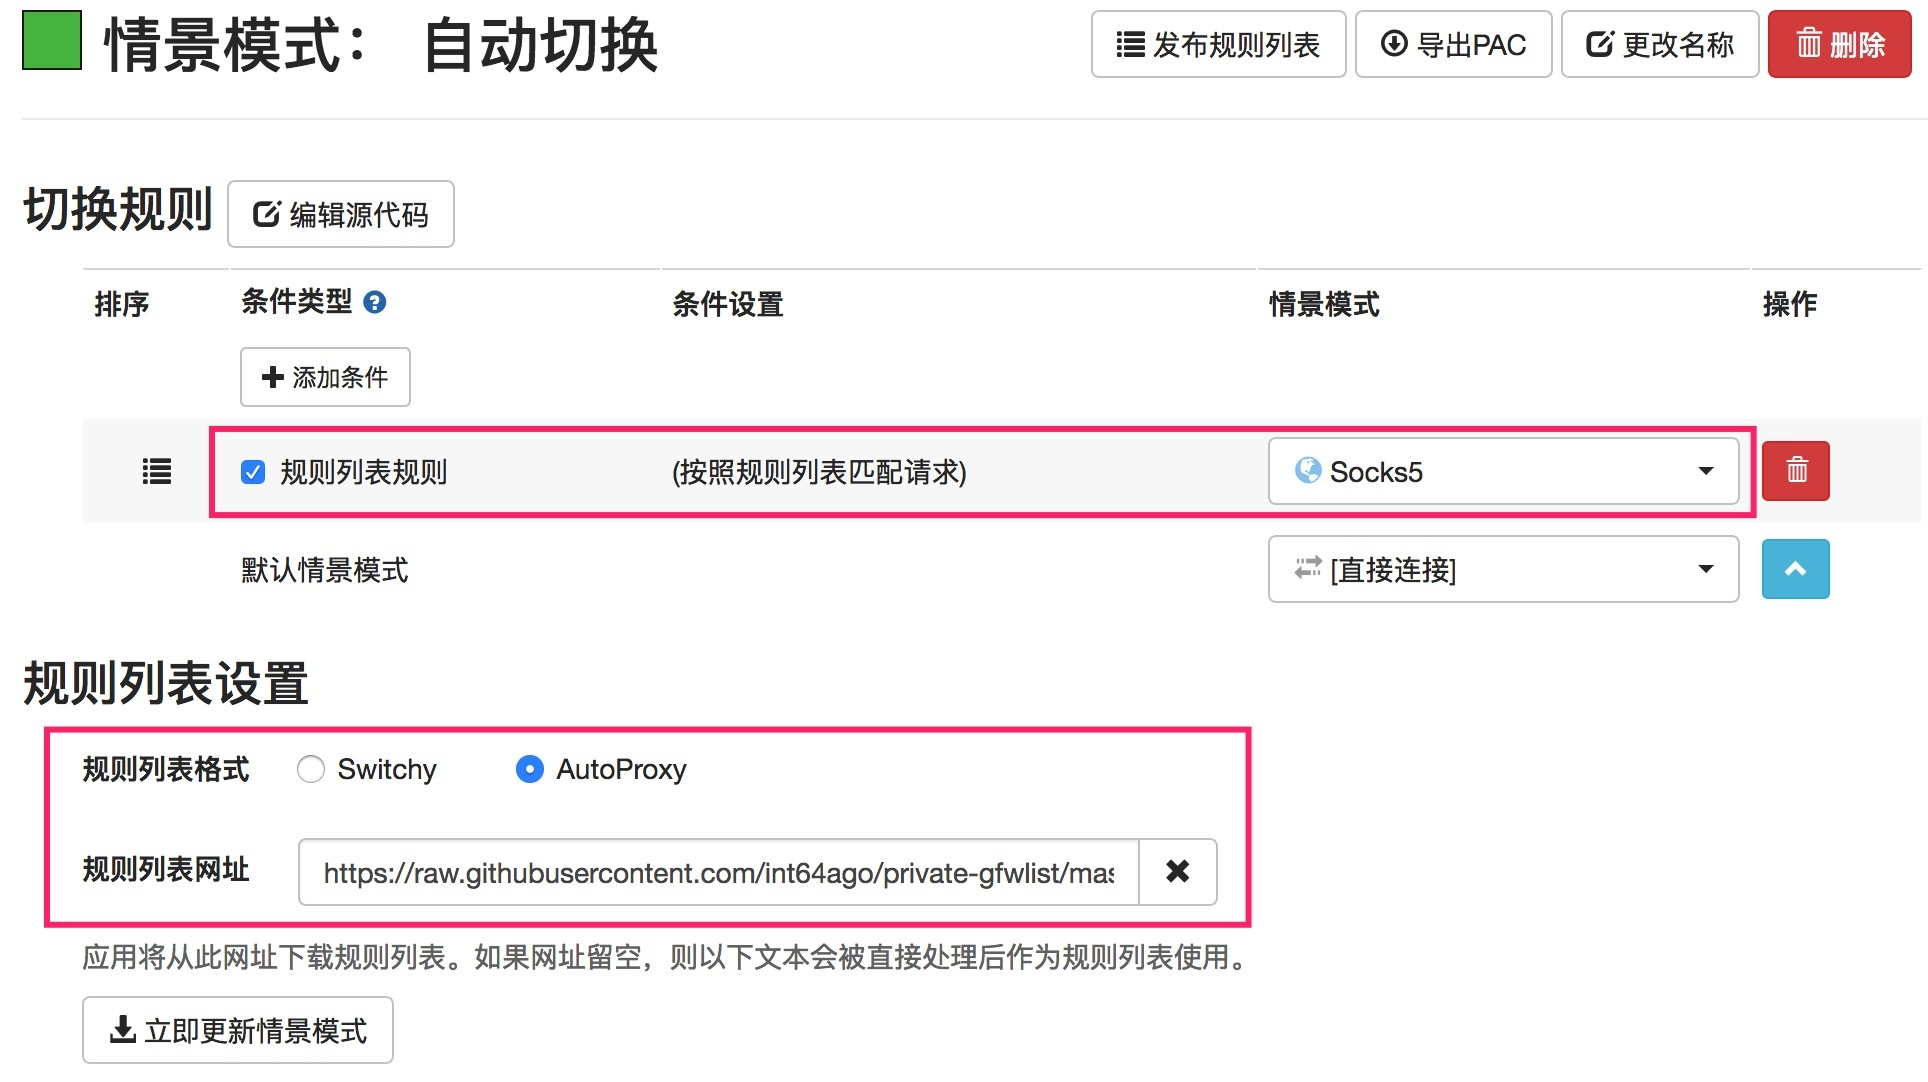 情景模式： 自动切换
发布规则列表
导出PAC
更改名称
删除
切换规则
编辑源代码
排序
条件类型
条件设置
情景模式
操作
添加条件
规则列表规则
(按照规则列表匹配请求)
Socks5
默认情景模式
[直接连接]
规则列表设置
规则列表格式
Switchy
AutoProxy
规则列表网址
https://raw.githubusercontent.com/int64ago/private-gfwlist/mas
应用将从此网址下载规则列表。如果网址留空，则以下文本会被直接处理后作为规则列表使用。
立即更新情景模式